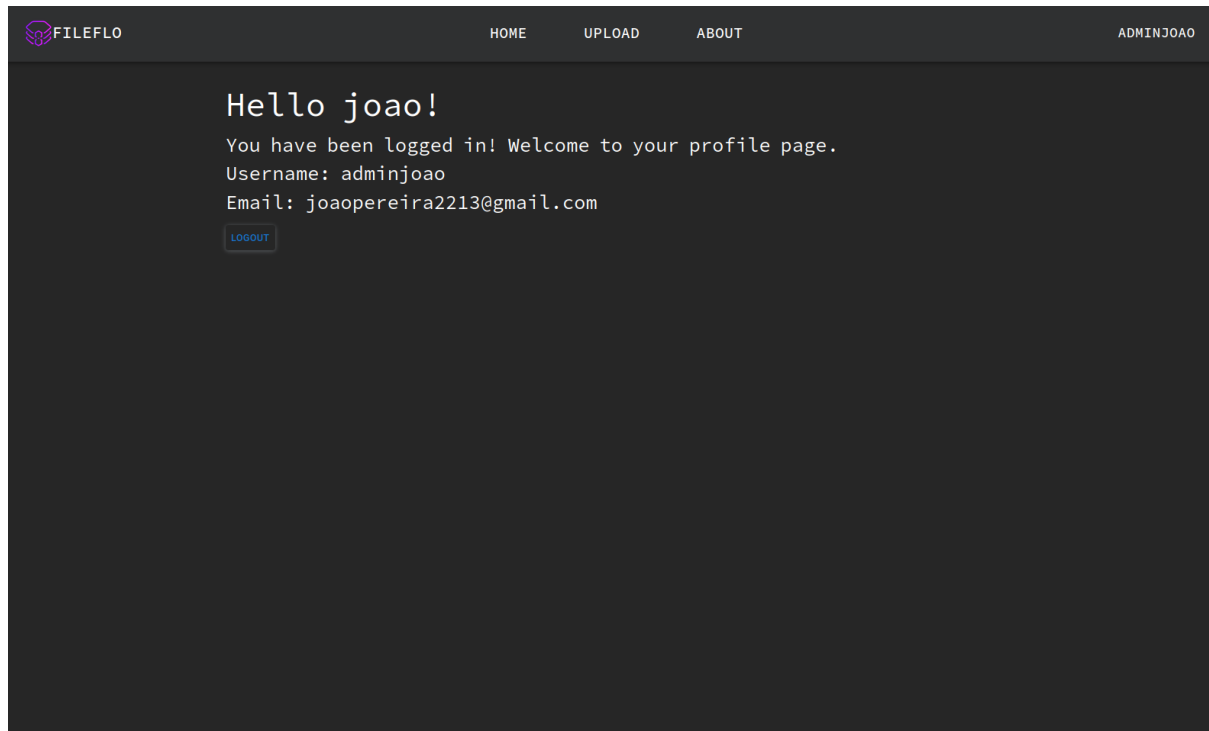 FILEFLO HOME UPLOAD ABOUT ADMINJOAO
Hello joao!
You have been logged in! Welcome to your profile page.
Username: adminjoao
Email: joaopereira2213@gmail.com
LOGOUT